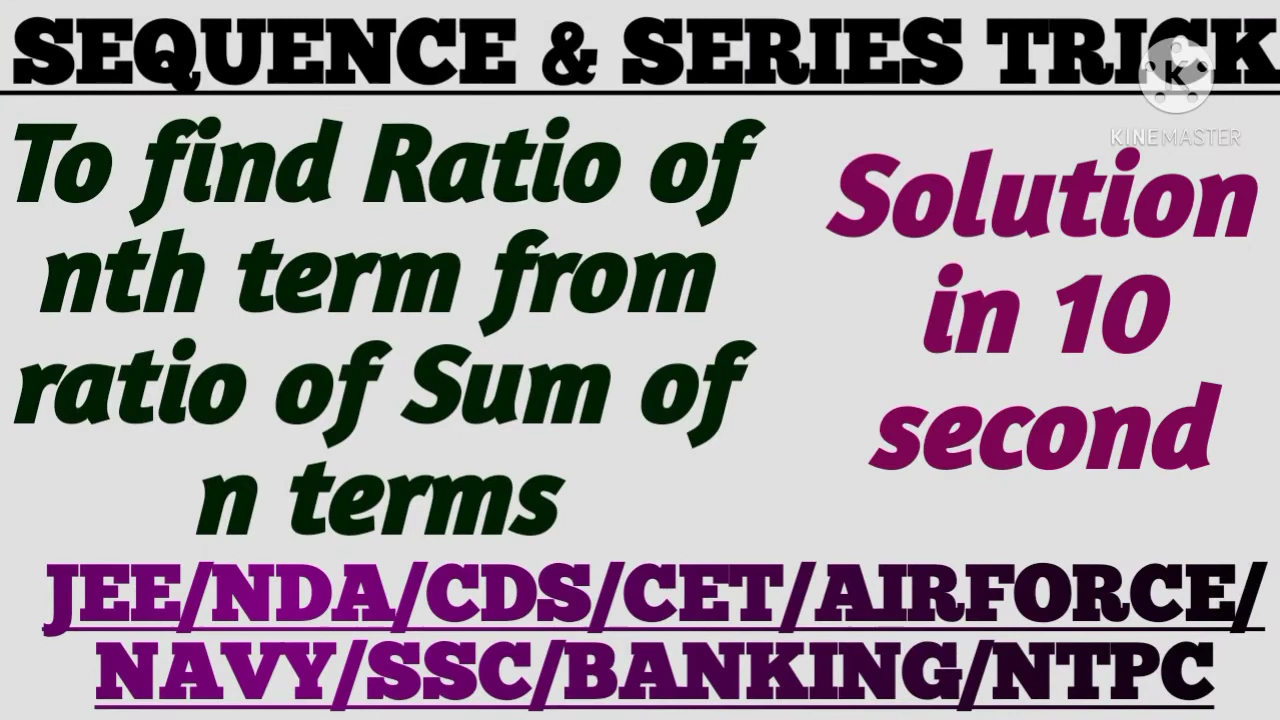 SEQUENCE & SERIES TRICK
KINEMASTER
To find Ratio of
nth term from
ratio of Sum of
n terms
Solution
in 10
second
JEE/NDA/CDS/CET/AIRFORCE/
NAVY/SSC/BANKING/NTPC